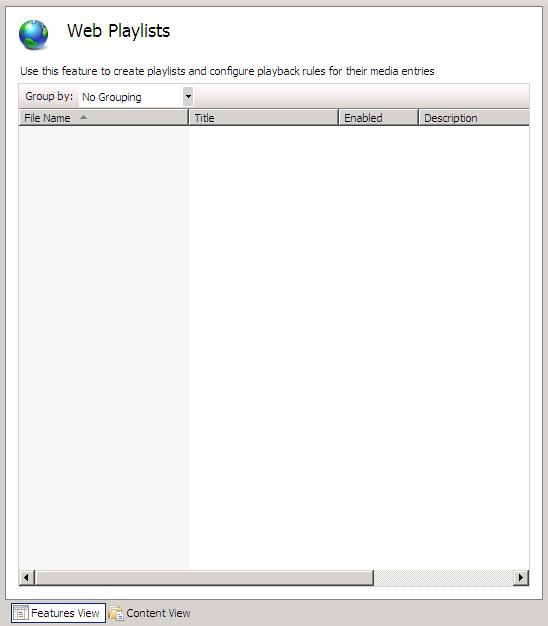 Web Playlists
Use this feature to create playlists and configure playback rules for their media entries
Group by: No Grouping
File Name Title Enabled Description
Features View Content View